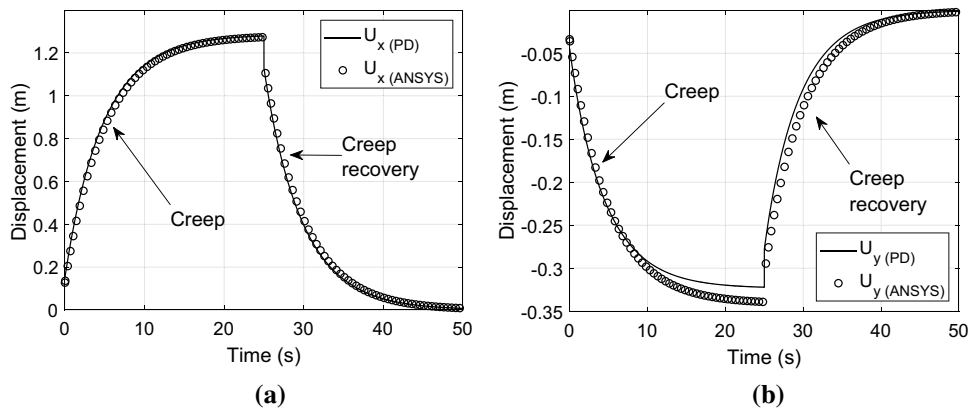 1.2
1
0.8
0.6
0.4
0.2
0
Displacement (m)
U x (PD)
U x (ANSYS)
Creep
recovery
Creep
0 10 20 30 40 50
Time (s)
(a)
-0.05
-0.1
-0.15
-0.2
-0.25
-0.3
-0.35
Displacement (m)
Creep
Creep
recovery
U y (PD)
U y (ANSYS)
0 10 20 30 40 50
Time (s)
(b)